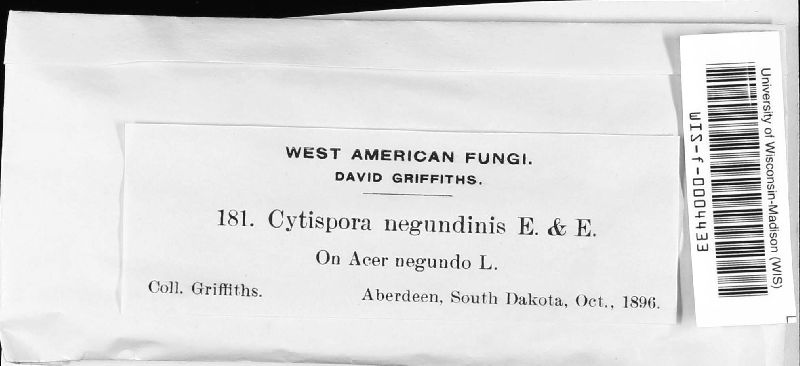 WEST AMERICAN FUNGI.
DAVID GRIFFITHS.
181. Cytispora negundinis E. & E.
On Acer negundo L.
Coll. Griffiths.
Aberdeen, South Dakota, Oct., 1896.
University of Wisconsin-Madison (WIS)
WIS-f-0004433